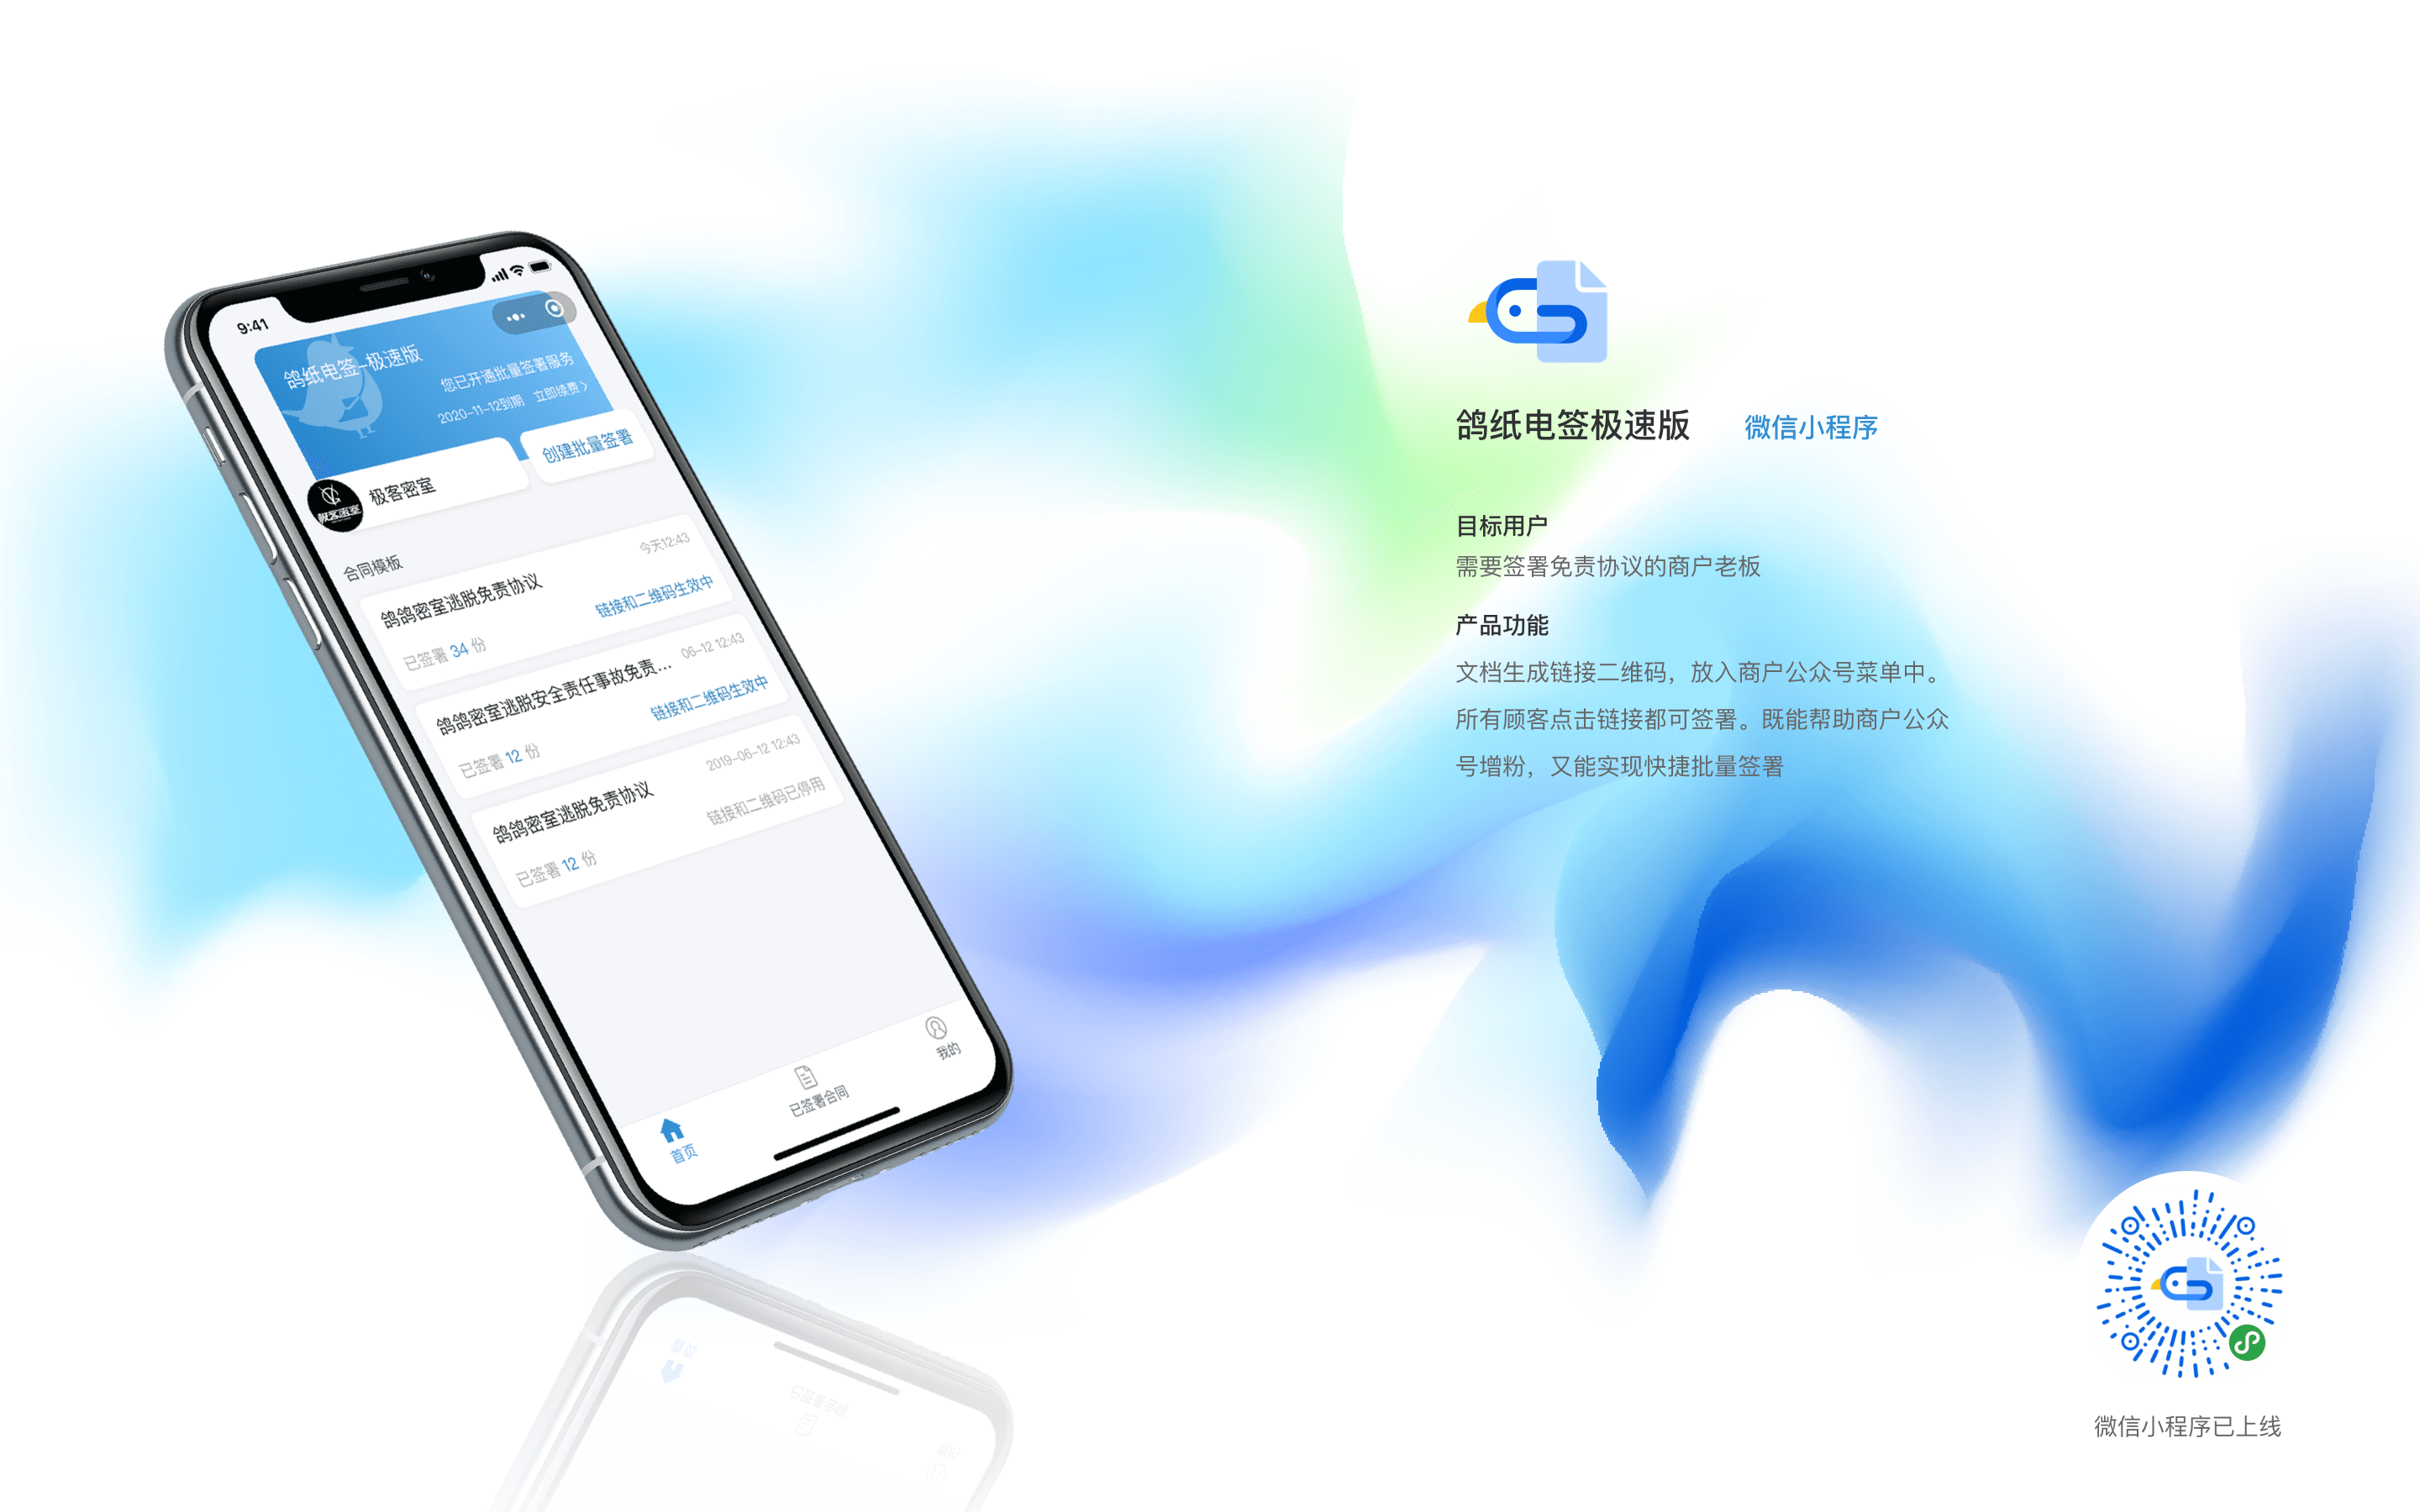 9:41
鸽纸电签-极速版
您已开通批量签署服务
2020-11-12到期 立即续费
极客密室
极客密室
创建批量签署
合同模板
今天12:43
鸽鸽密室逃脱免责协议
链接和二维码生效中
已签署 34 份
06-12 12:43
鸽鸽密室逃脱安全责任事故免责...
链接和二维码生效中
已签署 12 份
2019-06-12 12:43
鸽鸽密室逃脱免责协议
链接和二维码已停用
已签署 12 份
首页
已签署合同
我的
鸽纸电签极速版 微信小程序
目标用户
需要签署免责协议的商户老板
产品功能
文档生成链接二维码，放入商户公众号菜单中。
所有顾客点击链接都可签署。既能帮助商户公众
号增粉，又能实现快捷批量签署
微信小程序已上线